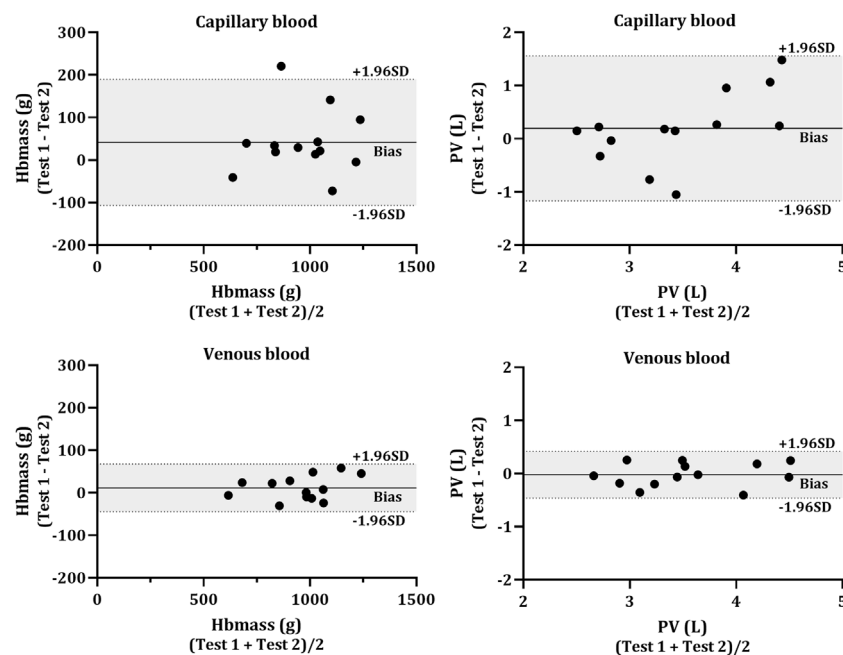 Capillary blood
300
200
100
0
-100
-200
Hbmass (g)
(Test 1 - Test 2)
+1.96SD
Bias
-1.96SD
0
500
1000
1500
Hbmass (g)
(Test 1 + Test 2)/2
Capillary blood
2
1
0
-1
-2
PV (L)
(Test 1 - Test 2)
+1.96SD
Bias
-1.96SD
2
3
4
5
PV (L)
(Test 1 + Test 2)/2
Venous blood
300
200
100
0
-100
-200
Hbmass (g)
(Test 1 - Test 2)
+1.96SD
Bias
-1.96SD
0
500
1000
1500
Hbmass (g)
(Test 1 + Test 2)/2
Venous blood
2
1
0
-1
-2
PV (L)
(Test 1 - Test 2)
+1.96SD
Bias
-1.96SD
2
3
4
5
PV (L)
(Test 1 + Test 2)/2